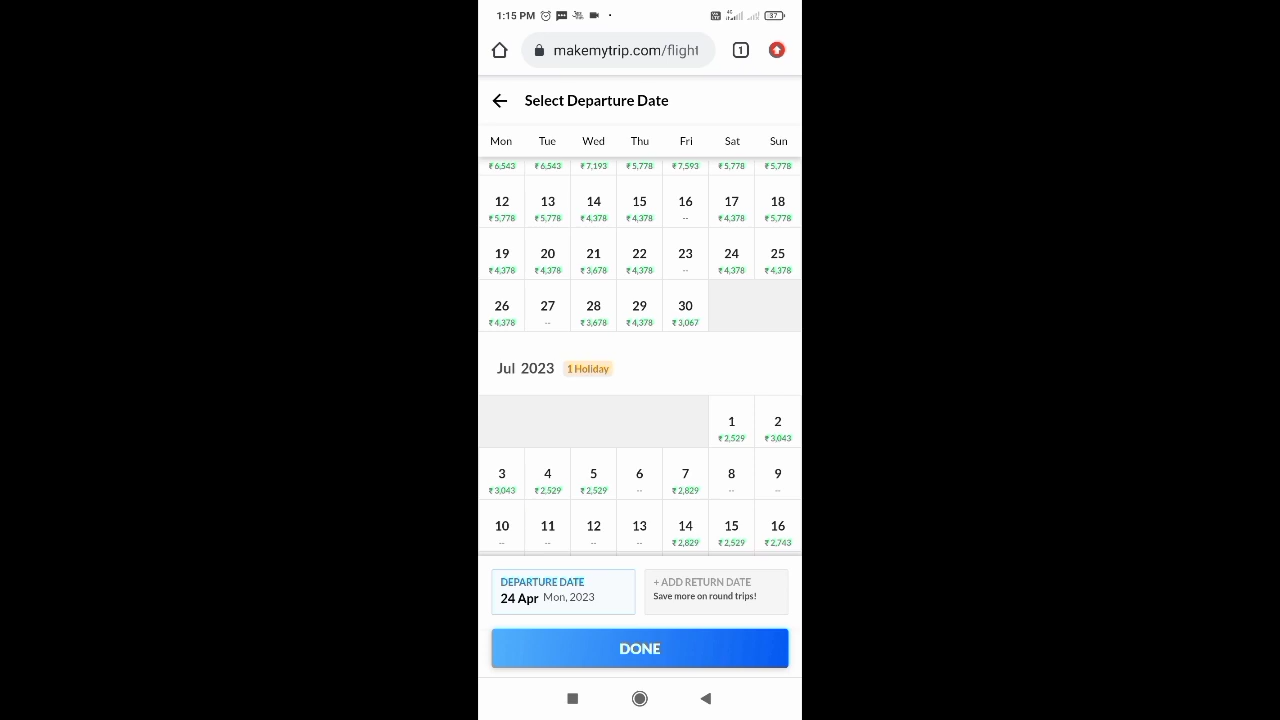 1:15 PM
4G
37
makemytrip.com/flight
1
Select Departure Date
Mon Tue Wed Thu Fri Sat Sun
₹ 6,543 ₹ 6,543 ₹ 7,193 ₹ 5,778 ₹ 7,593 ₹ 5,778 ₹ 5,778
12 13 14 15 16 17 18
₹ 5,778 ₹ 5,778 ₹ 4,378 ₹ 4,378 -- ₹ 4,378 ₹ 5,778
19 20 21 22 23 24 25
₹ 4,378 ₹ 4,378 ₹ 3,678 ₹ 4,378 -- ₹ 4,378 ₹ 4,378
26 27 28 29 30
₹ 4,378 -- ₹ 3,678 ₹ 4,378 ₹ 3,067
Jul 2023 1 Holiday
1 2
₹ 2,529 ₹ 3,043
3 4 5 6 7 8 9
₹ 3,043 ₹ 2,529 ₹ 2,529 -- ₹ 2,829 -- --
10 11 12 13 14 15 16
-- -- -- -- ₹ 2,829 ₹ 2,529 ₹ 2,743
DEPARTURE DATE
24 Apr Mon, 2023
+ ADD RETURN DATE
Save more on round trips!
DONE